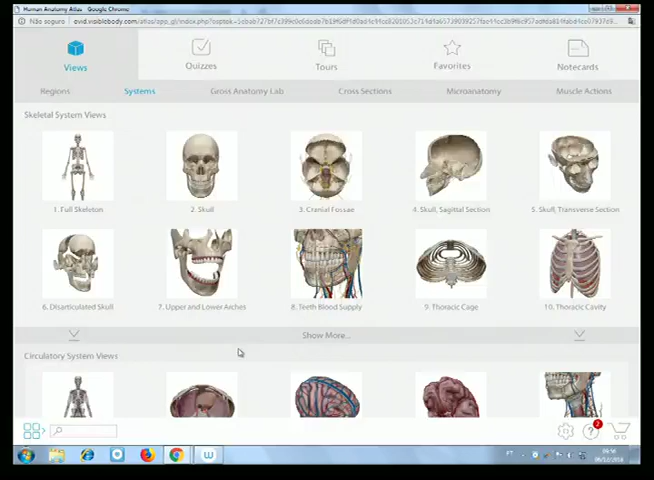 Human Anatomy Atlas - Google Chrome
Não seguro
Views
Quizzes
Tours
Favorites
Notecards
Regions
Systems
Gross Anatomy Lab
Cross Sections
Microanatomy
Muscle Actions
Skeletal System Views
1. Full Skeleton
2. Skull
3. Cranial Fossae
4. Skull, Sagittal Section
5. Skull, Transverse Section
6. Disarticulated Skull
7. Upper and Lower Arches
8. Teeth Blood Supply
9. Thoracic Cage
10. Thoracic Cavity
Show More...
Circulatory System Views
2
PT